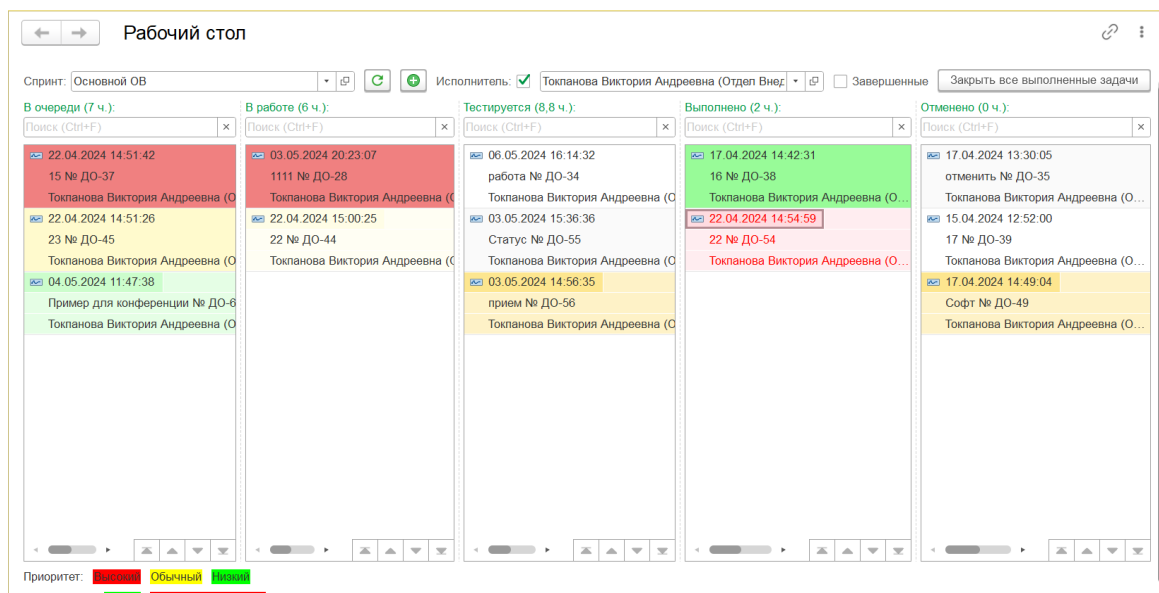 Рабочий стол
Спринт: Основной ОВ Исполнитель: Токпанова Виктория Андреевна (Отдел Внед Завершенные Закрыть все выполненные задачи
В очереди (7 ч.): В работе (6 ч.): Тестируется (8,8 ч.): Выполнено (2 ч.): Отменено (0 ч.):
Поиск (Ctrl+F) Поиск (Ctrl+F) Поиск (Ctrl+F) Поиск (Ctrl+F) Поиск (Ctrl+F)
22.04.2024 14:51:42 03.05.2024 20:23:07 06.05.2024 16:14:32 17.04.2024 14:42:31 17.04.2024 13:30:05
15 № ДО-37 1111 № ДО-28 работа № ДО-34 16 № ДО-38 отменить № ДО-35
Токпанова Виктория Андреевна (О Токпанова Виктория Андреевна (О Токпанова Виктория Андреевна (О Токпанова Виктория Андреевна (О... Токпанова Виктория Андреевна (О...
22.04.2024 14:51:26 22.04.2024 15:00:25 03.05.2024 15:36:36 22.04.2024 14:54:59 15.04.2024 12:52:00
23 № ДО-45 22 № ДО-44 Статус № ДО-55 22 № ДО-54 17 № ДО-39
Токпанова Виктория Андреевна (О Токпанова Виктория Андреевна (О Токпанова Виктория Андреевна (О Токпанова Виктория Андреевна (О... Токпанова Виктория Андреевна (О...
04.05.2024 11:47:38 03.05.2024 14:56:35 17.04.2024 14:49:04
Пример для конференции № ДО-6 прием № ДО-56 Софт № ДО-49
Токпанова Виктория Андреевна (О Токпанова Виктория Андреевна (О Токпанова Виктория Андреевна (О...
Приоритет: Высокий Обычный Низкий